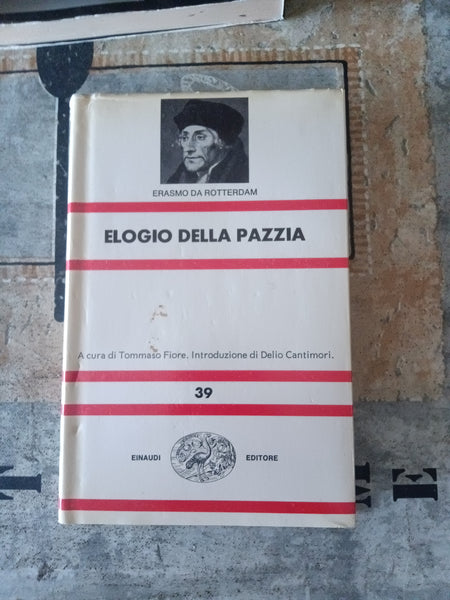 ERASMO DA ROTTERDAM
ELOGIO DELLA PAZZIA
A cura di Tommaso Fiore. Introduzione di Delio Cantimori.
39
EINAUDI EDITORE
M E